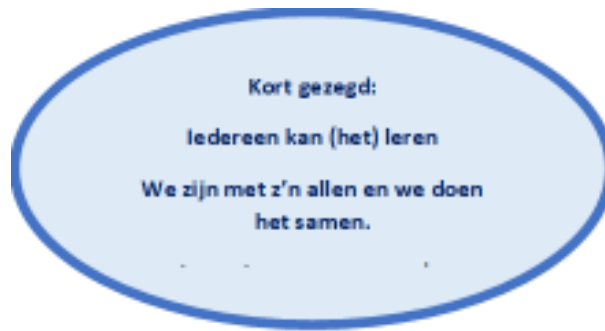 Kort gezegd:
Iedereen kan (het) leren
We zijn met z'n allen en we doen
het samen.